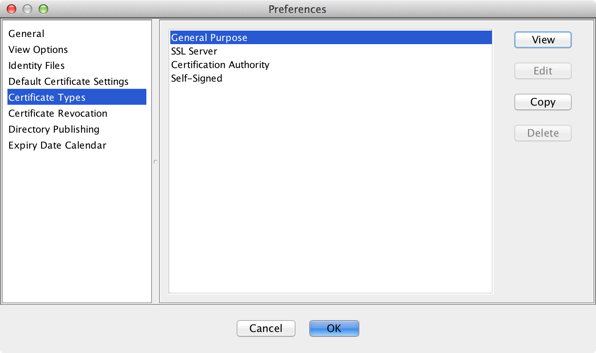 Preferences
General
View Options
Identity Files
Default Certificate Settings
Certificate Types
Certificate Revocation
Directory Publishing
Expiry Date Calendar
General Purpose
SSL Server
Certification Authority
Self-Signed
View
Edit
Copy
Delete
Cancel
OK